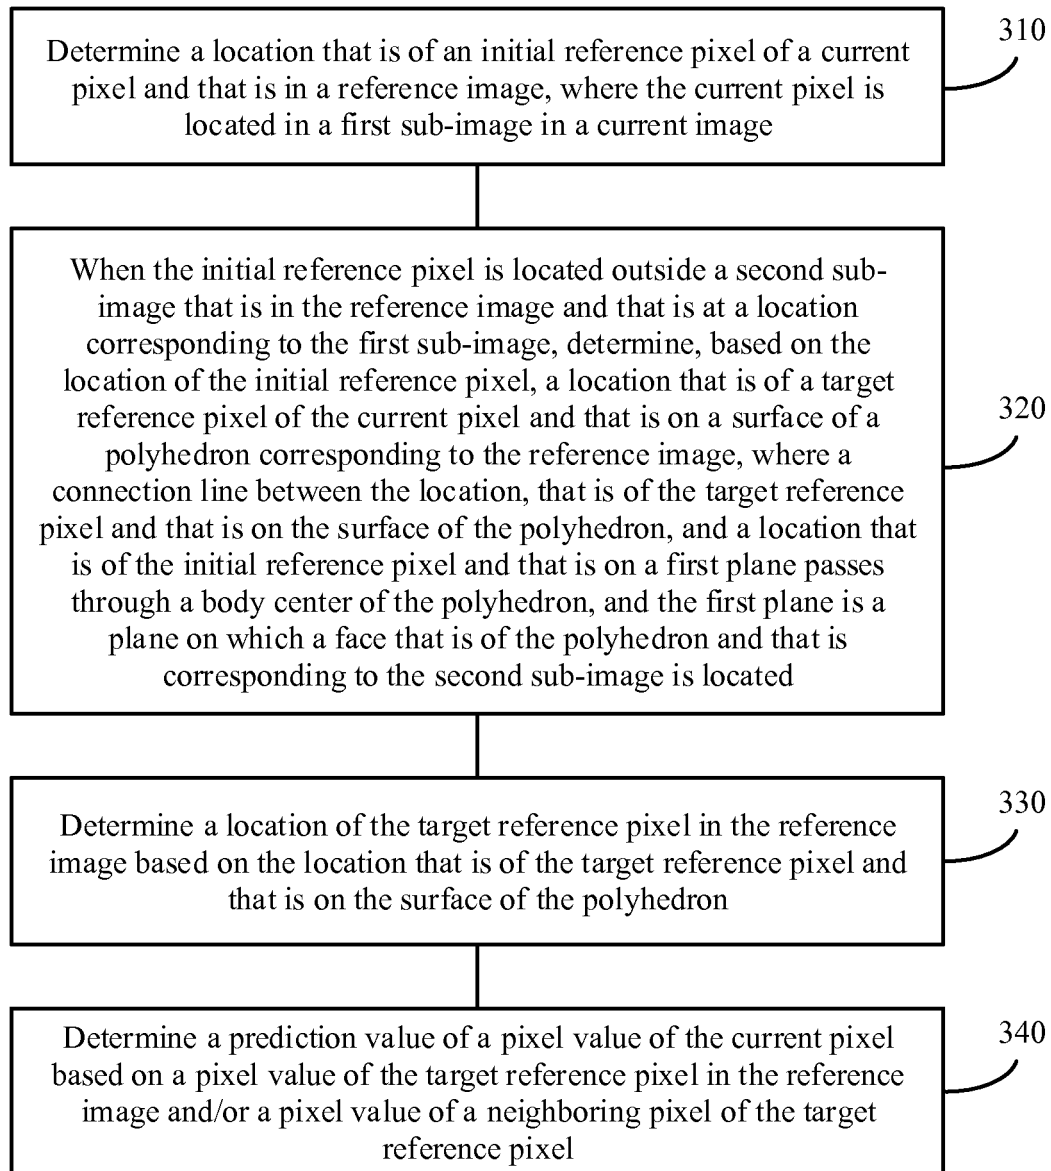 310
Determine a location that is of an initial reference pixel of a current
pixel and that is in a reference image, where the current pixel is
located in a first sub-image in a current image
When the initial reference pixel is located outside a second sub-
image that is in the reference image and that is at a location
corresponding to the first sub-image, determine, based on the
location of the initial reference pixel, a location that is of a target
reference pixel of the current pixel and that is on a surface of a
polyhedron corresponding to the reference image, where a
connection line between the location, that is of the target reference
pixel and that is on the surface of the polyhedron, and a location that
is of the initial reference pixel and that is on a first plane passes
through a body center of the polyhedron, and the first plane is a
plane on which a face that is of the polyhedron and that is
corresponding to the second sub-image is located
320
Determine a location of the target reference pixel in the reference
image based on the location that is of the target reference pixel and
that is on the surface of the polyhedron
330
Determine a prediction value of a pixel value of the current pixel
based on a pixel value of the target reference pixel in the reference
image and/or a pixel value of a neighboring pixel of the target
reference pixel
340